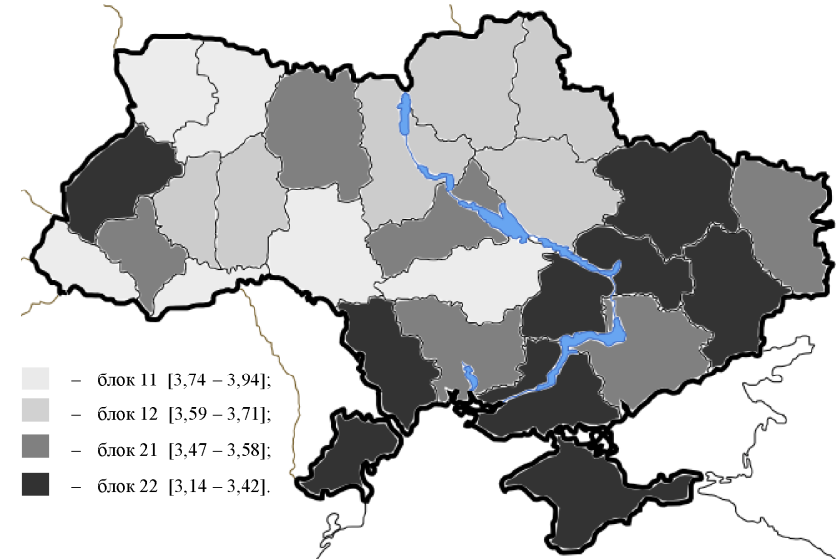 – блок 11 [3,74 – 3,94];
– блок 12 [3,59 – 3,71];
– блок 21 [3,47 – 3,58];
– блок 22 [3,14 – 3,42].